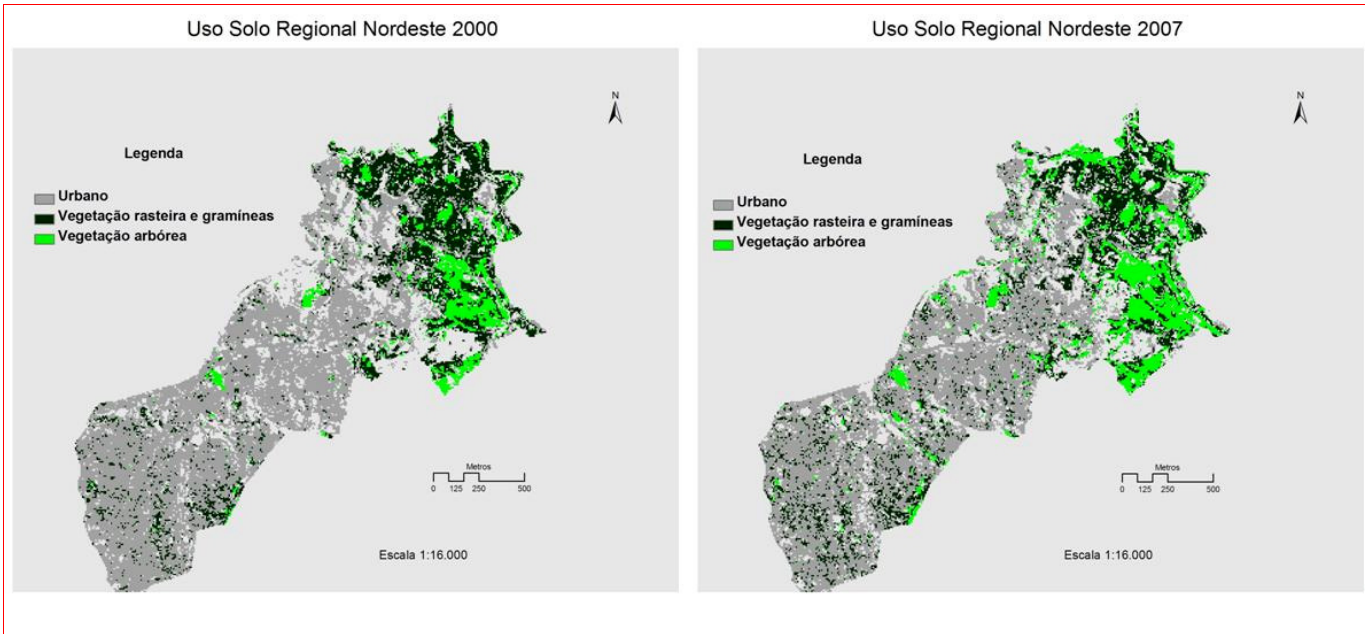 Uso Solo Regional Nordeste 2000
N
Legenda
Urbano
Vegetação rasteira e gramíneas
Vegetação arbórea
Metros
0 125 250 500
Escala 1:16.000
Uso Solo Regional Nordeste 2007
N
Legenda
Urbano
Vegetação rasteira e gramíneas
Vegetação arbórea
Metros
0 125 250 500
Escala 1:16.000